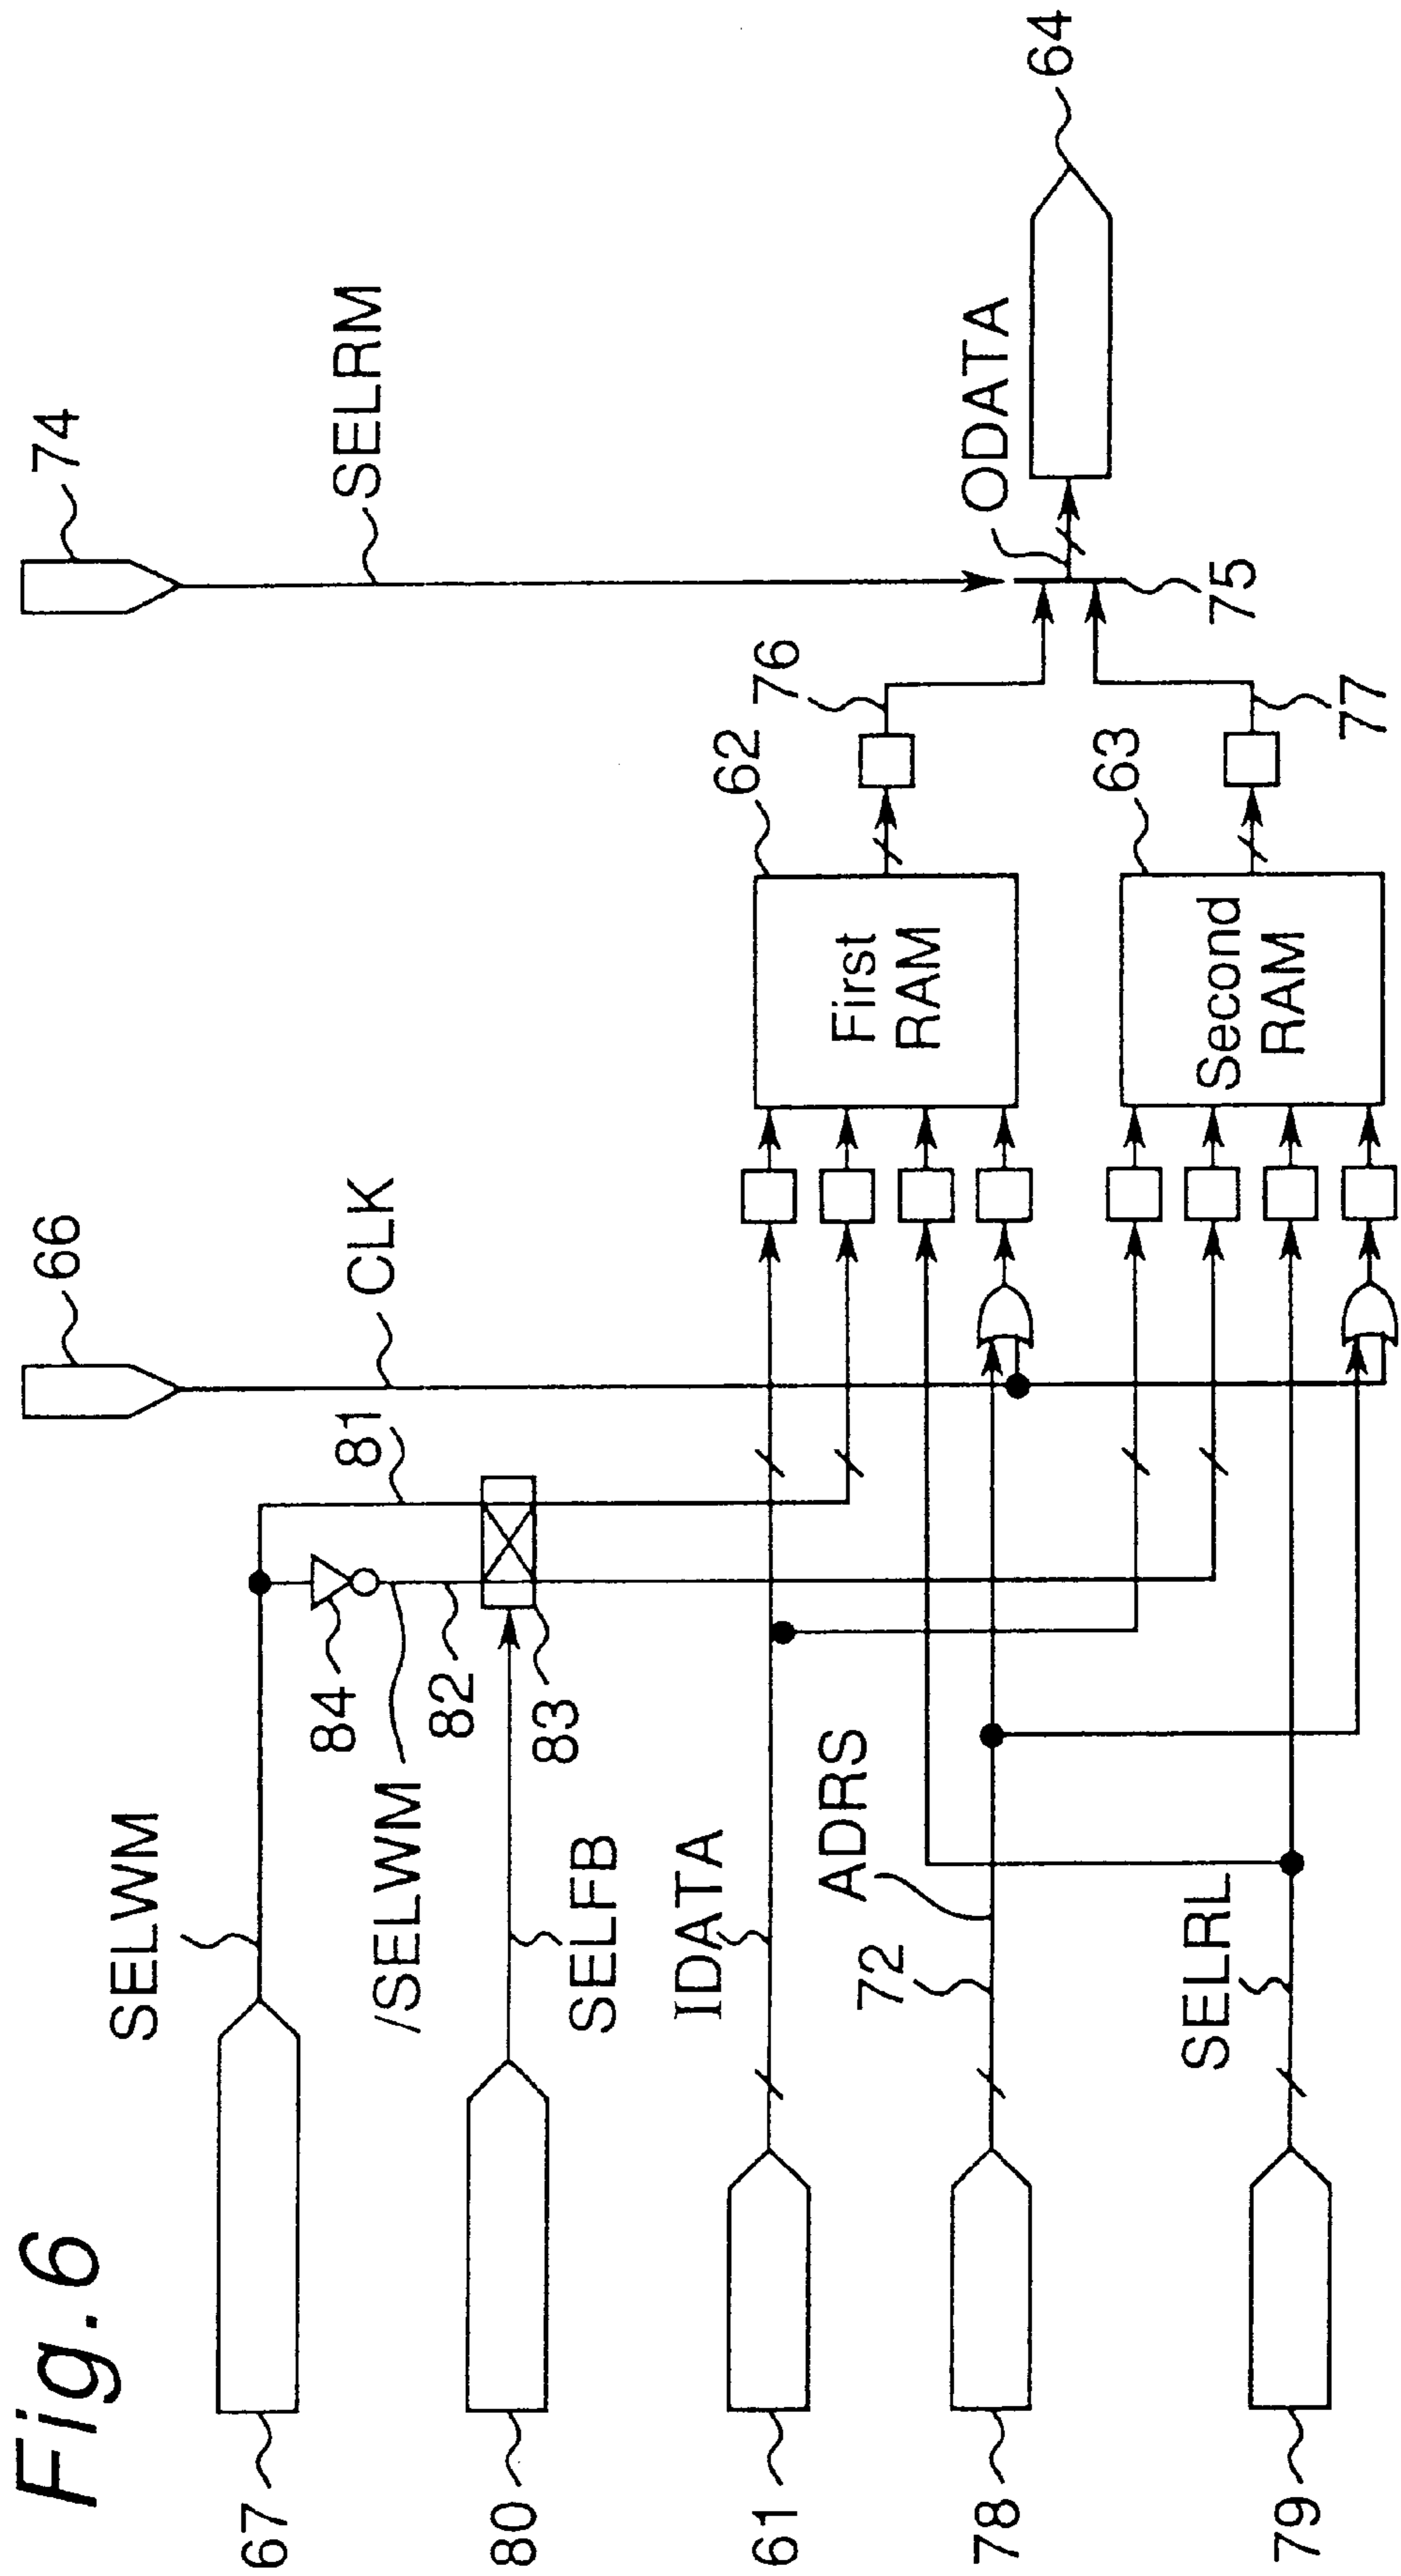 Fig. 6
67
SELWM
84
/SELWM
82
81
83
80
SELFB
66
CLK
74
SELRM
61
IDATA
62
First
RAM
76
78
72
ADRS
ODATA
64
75
79
SELRL
63
Second
RAM
77